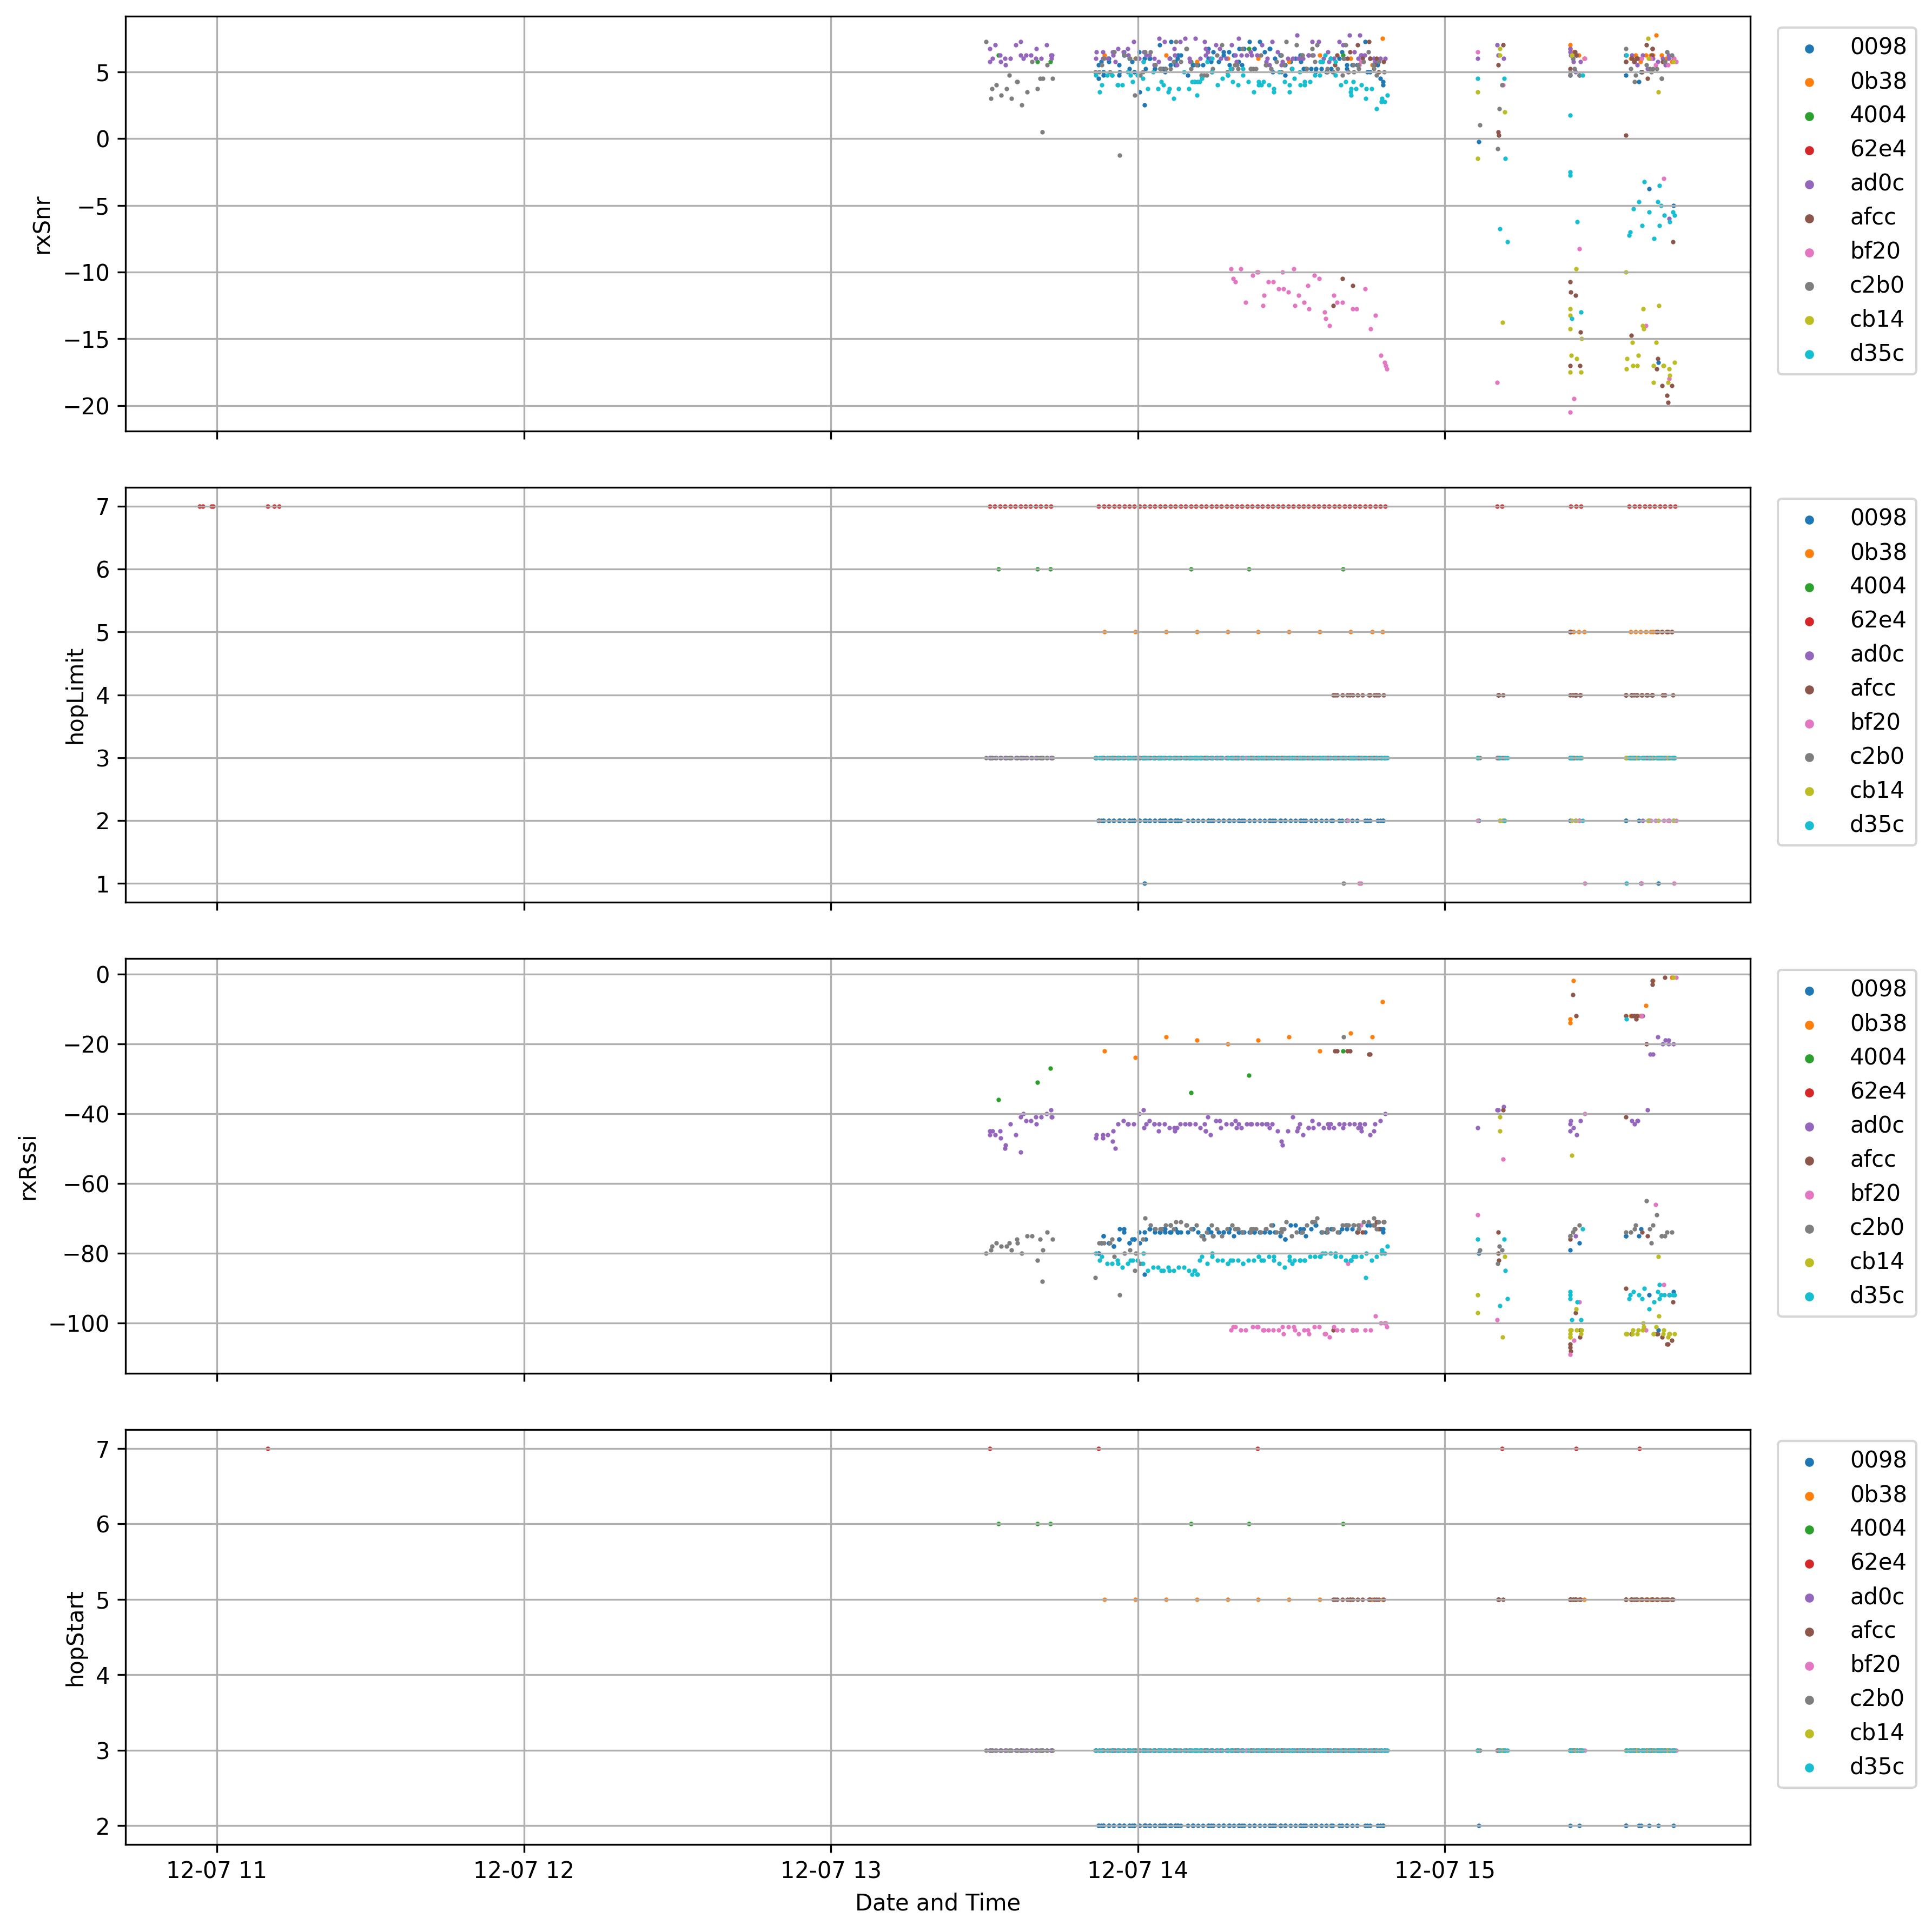 rxSnr
5
0
−5
−10
−15
−20
0098
0b38
4004
62e4
ad0c
afcc
bf20
c2b0
cb14
d35c
hopLimit
7
6
5
4
3
2
1
0098
0b38
4004
62e4
ad0c
afcc
bf20
c2b0
cb14
d35c
rxRssi
0
−20
−40
−60
−80
−100
0098
0b38
4004
62e4
ad0c
afcc
bf20
c2b0
cb14
d35c
hopStart
7
6
5
4
3
2
0098
0b38
4004
62e4
ad0c
afcc
bf20
c2b0
cb14
d35c
12-07 11
12-07 12
12-07 13
12-07 14
12-07 15
Date and Time